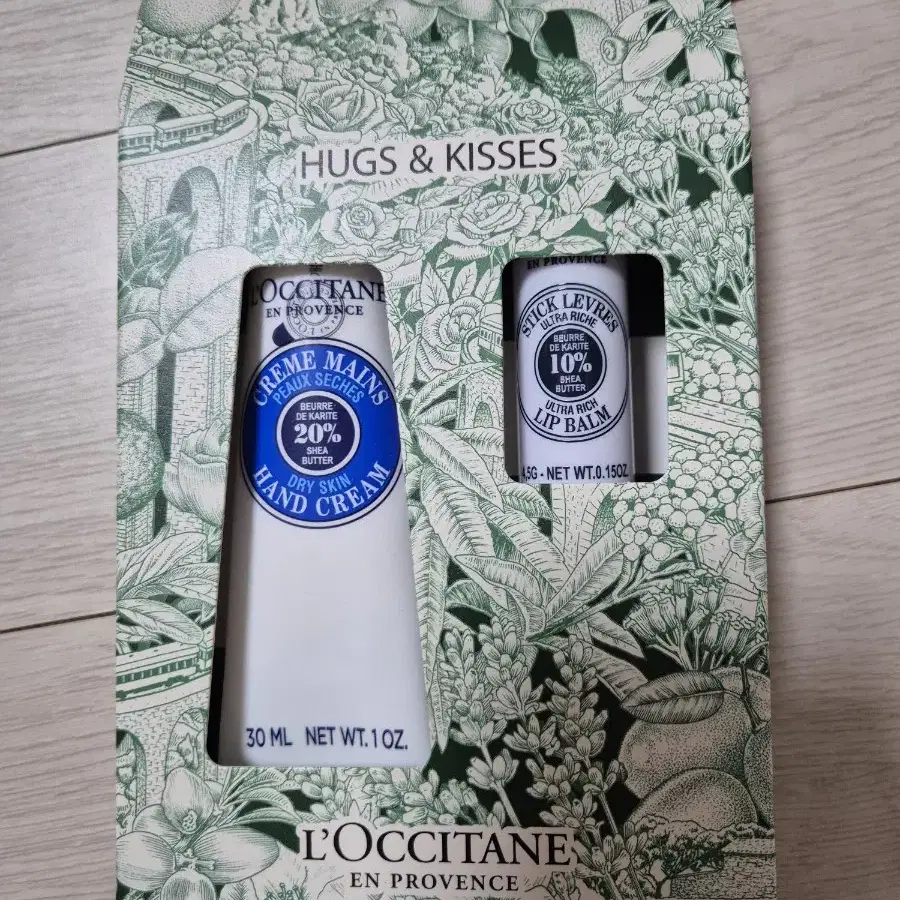 HUGS & KISSES
L'OCCITANE
EN PROVENCE
CREME MAINS
PEAUX SECHES
BEURRE
DE KARITE
20%
SHEA
BUTTER
DRY SKIN
HAND CREAM
30 ML NET WT. 1 OZ.
EN PROVENCE
STICK LEVRES
ULTRA RICHE
BEURRE
DE KARITE
10%
SHEA
BUTTER
ULTRA RICH
LIP BALM
4,5G - NET WT.0.15OZ
L'OCCITANE
EN PROVENCE